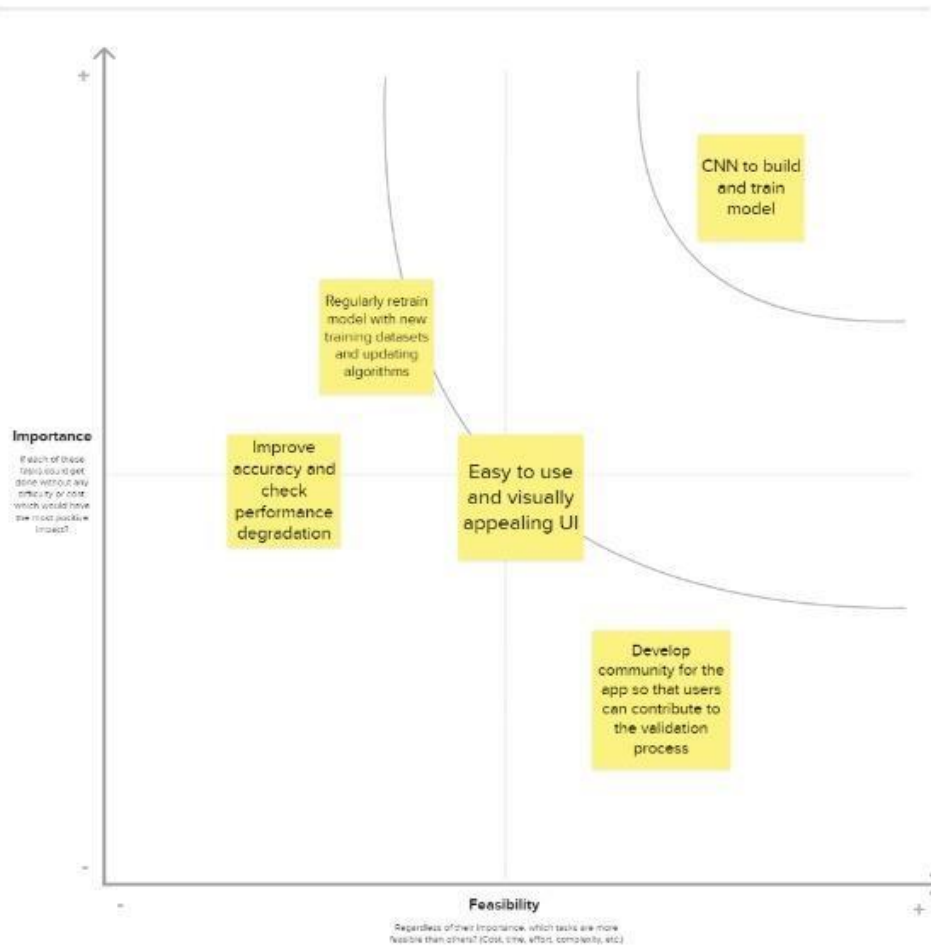 +
CNN to build
and train
model
Regularly retrain
model with new
training datasets
and updating
algorithms
Importance
If each of these
tasks could get
done without any
difficulty or cost,
which would have
the most positive
impact?
Improve
accuracy and
check
performance
degradation
Easy to use
and visually
appealing UI
Develop
community for the
app so that users
can contribute to
the validation
process
-
-
Feasibility
+
Regardless of their importance, which tasks are more
feasible than others? (Cost, time, effort, complexity, etc.)